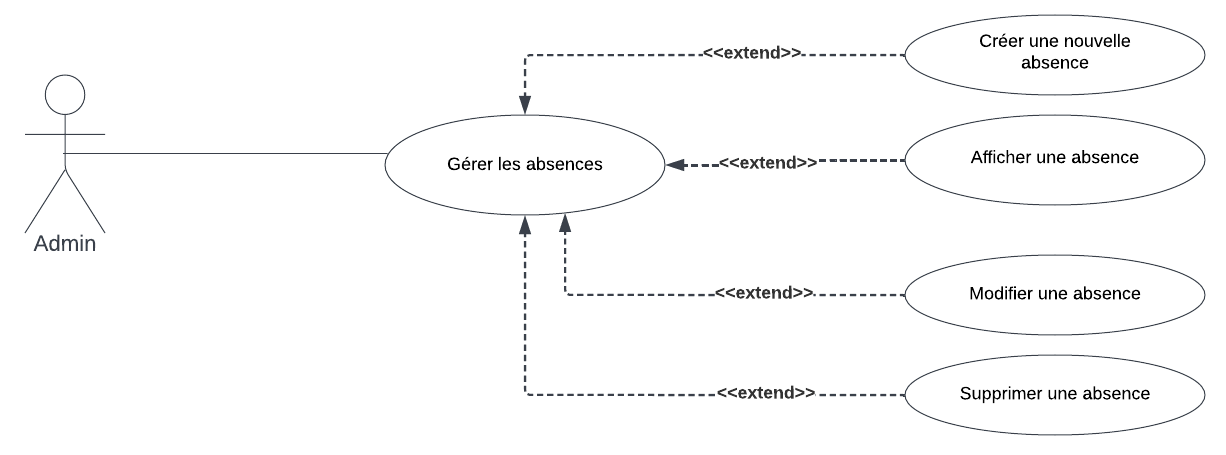 <<extend>>
Créer une nouvelle
absence
Gérer les absences
<<extend>>
Afficher une absence
Admin
<<extend>>
Modifier une absence
<<extend>>
Supprimer une absence